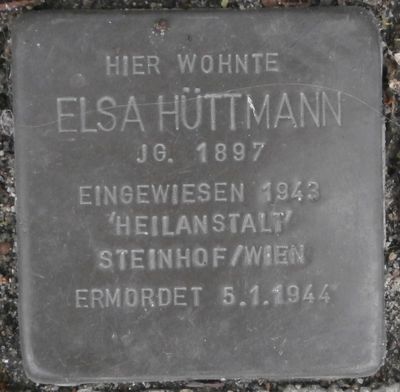 HIER WOHNTE
ELSA HÜTTMANN
JG. 1897
EINGEWIESEN 1943
'HEILANSTALT'
STEINHOF/WIEN
ERMORDET 5.1.1944